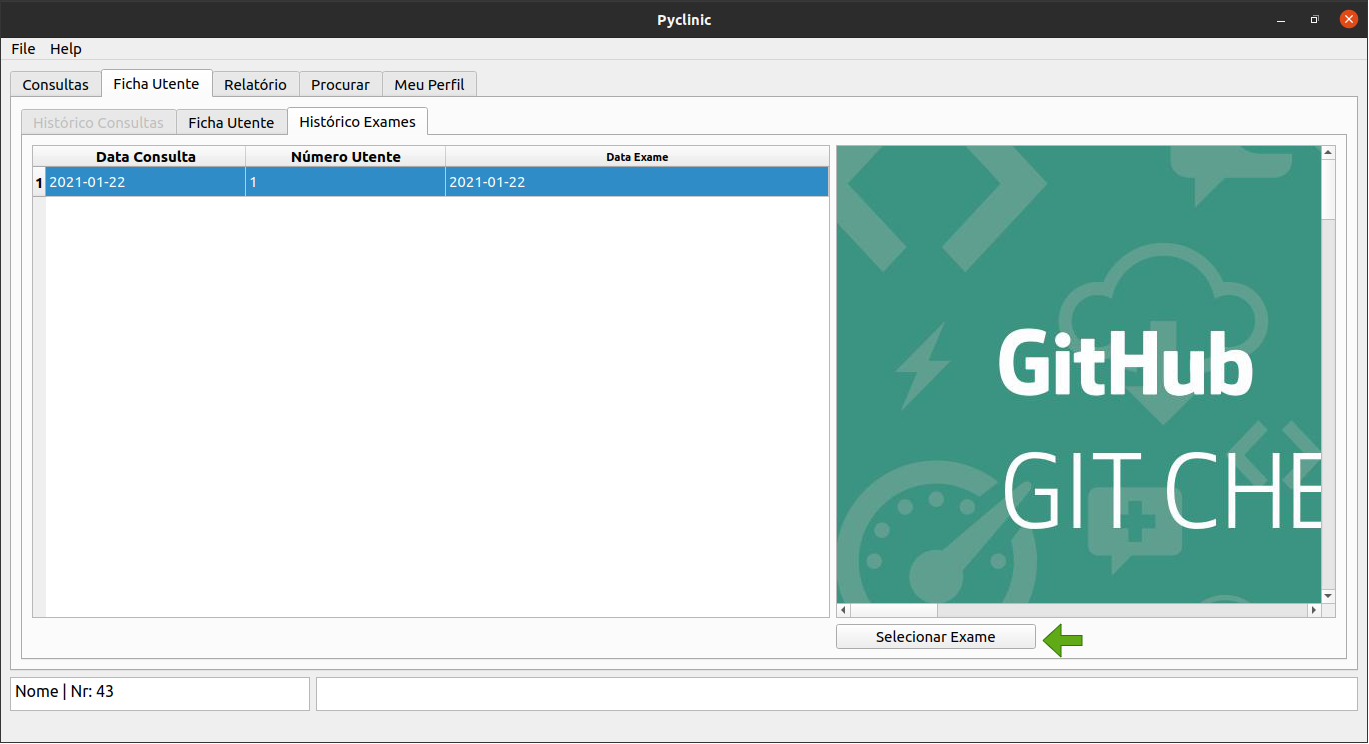 Pyclinic
File Help
Consultas Ficha Utente Relatório Procurar Meu Perfil
Histórico Consultas Ficha Utente Histórico Exames
Data Consulta Número Utente Data Exame
1 2021-01-22 1 2021-01-22
GitHub
GIT CHE
Selecionar Exame
Nome | Nr: 43